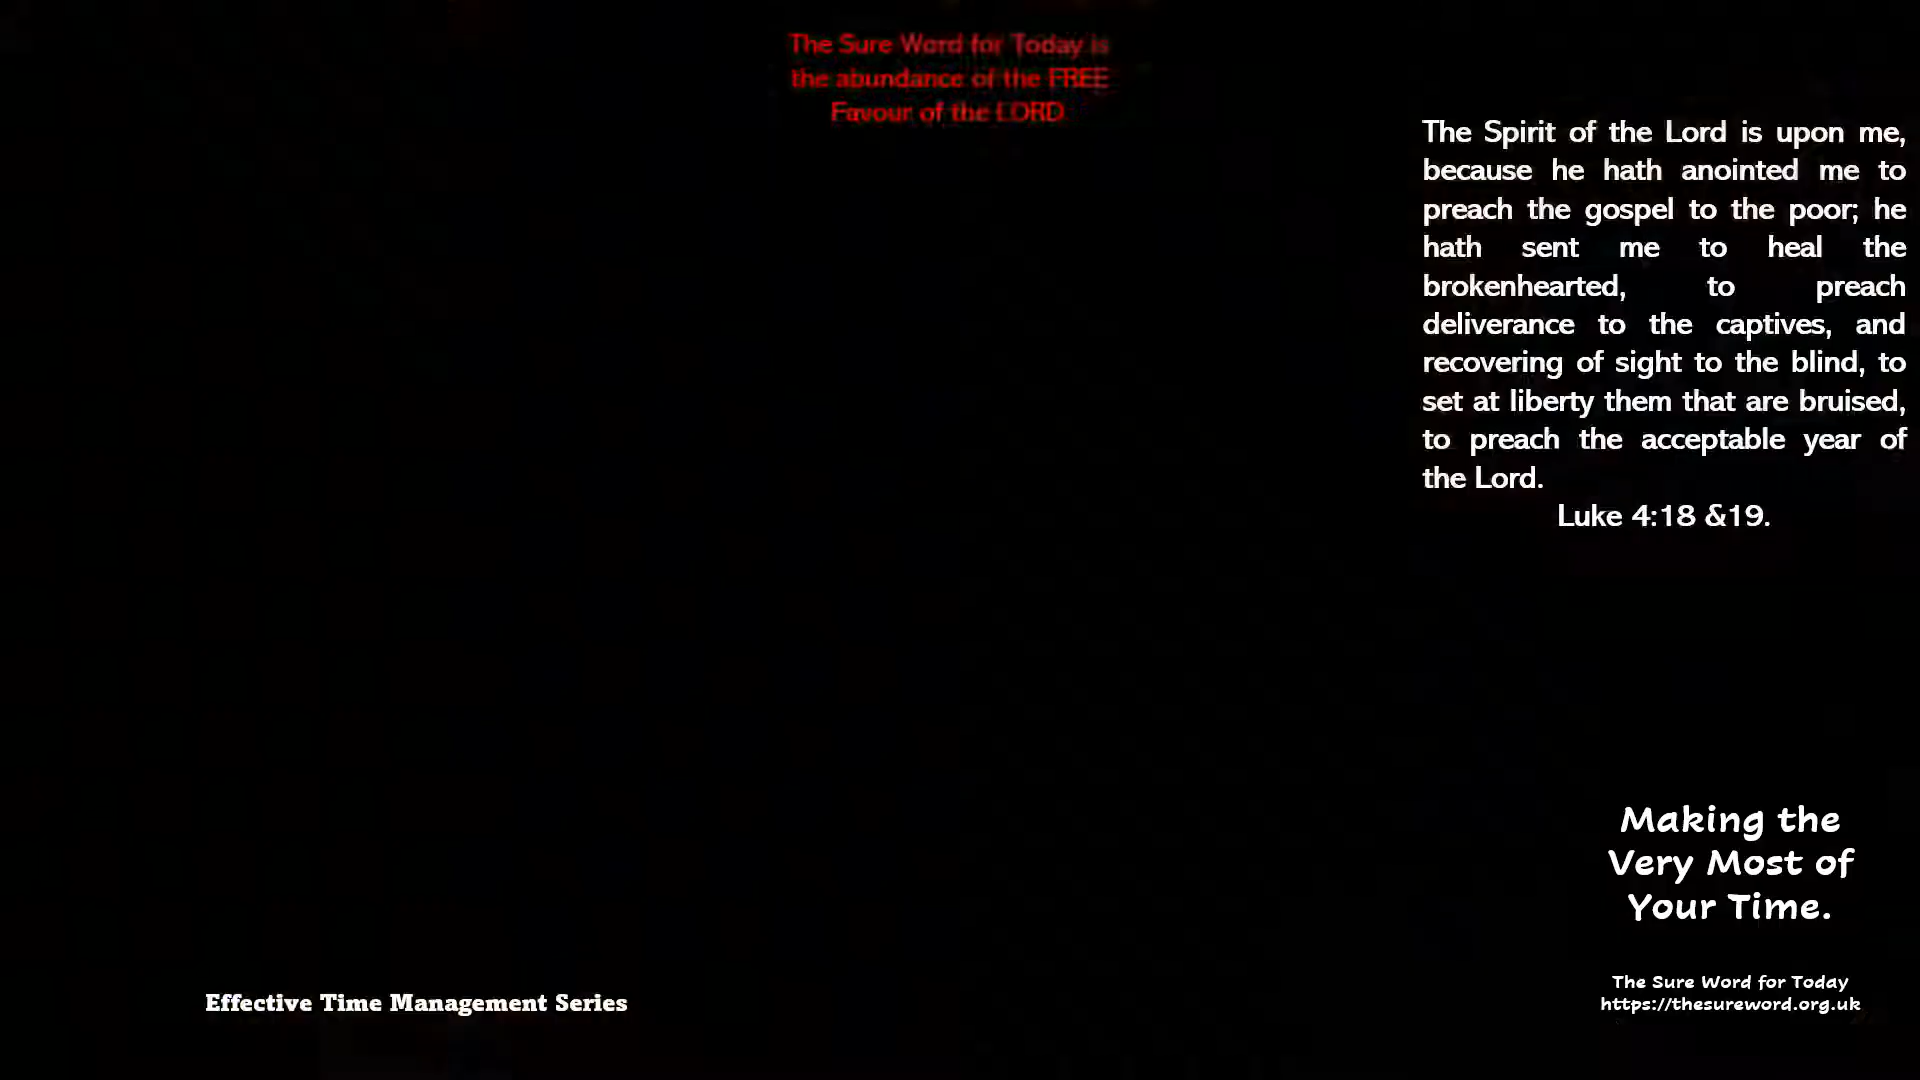 The Sure Word for Today is
the abundance of the FREE
Favour of the LORD
The Spirit of the Lord is upon me,
because he hath anointed me to
preach the gospel to the poor; he
hath sent me to heal the
brokenhearted, to preach
deliverance to the captives, and
recovering of sight to the blind, to
set at liberty them that are bruised,
to preach the acceptable year of
the Lord.
Luke 4:18 &19.
Making the
Very Most of
Your Time.
The Sure Word for Today
https://thesureword.org.uk
Effective Time Management Series